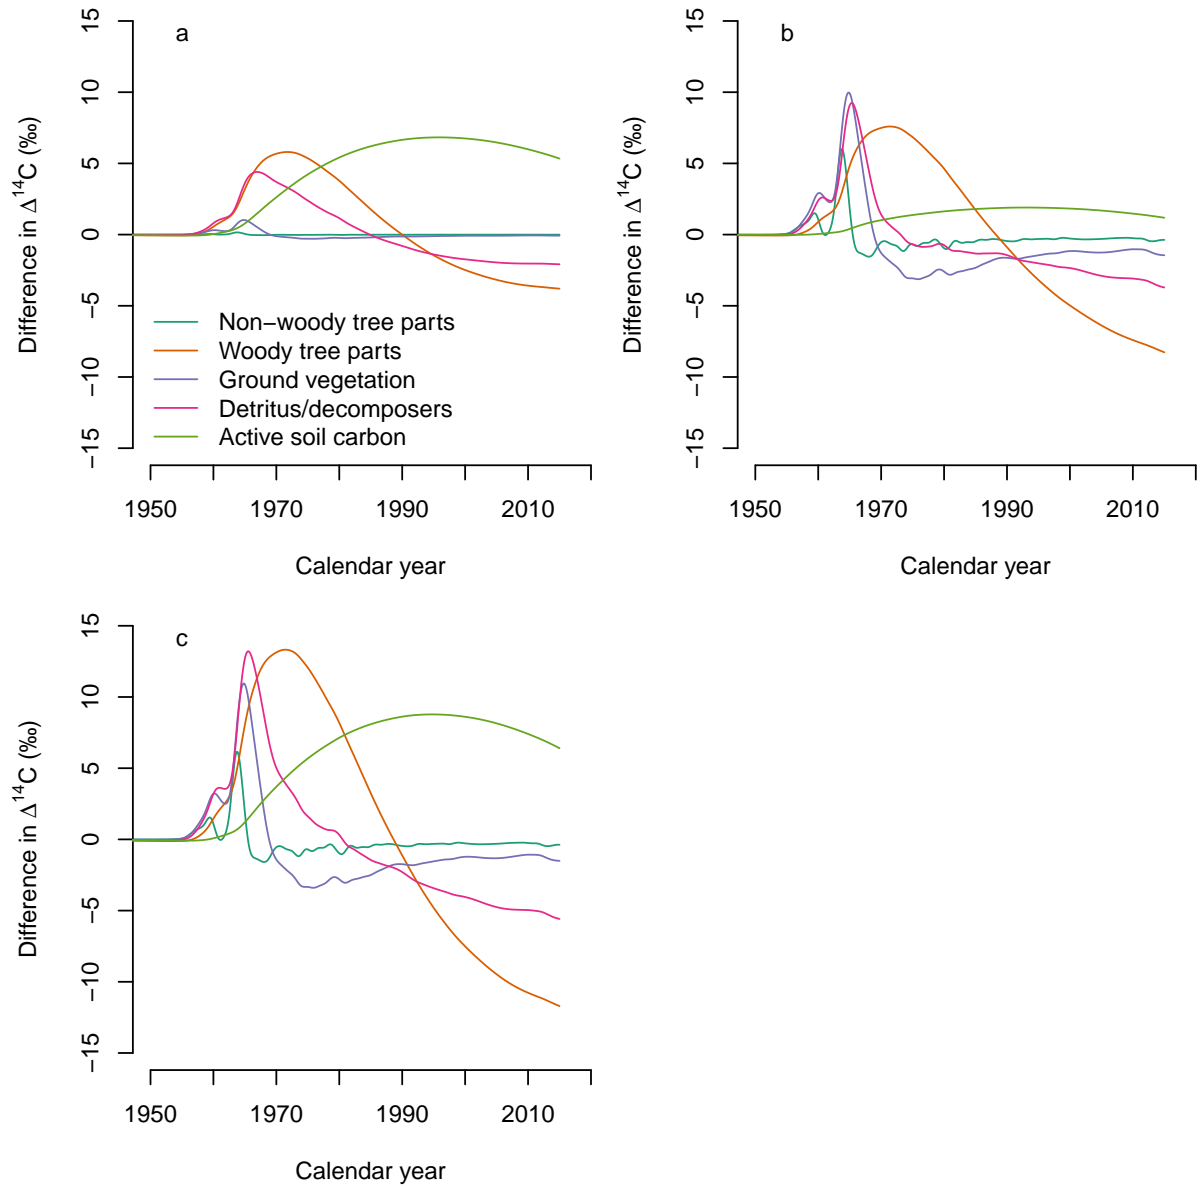 a
15
10
5
0
−5
−10
−15
Difference in Δ¹⁴C (‰)
Non−woody tree parts
Woody tree parts
Ground vegetation
Detritus/decomposers
Active soil carbon
1950 1970 1990 2010
Calendar year
b
15
10
5
0
−5
−10
−15
Difference in Δ¹⁴C (‰)
1950 1970 1990 2010
Calendar year
c
15
10
5
0
−5
−10
−15
Difference in Δ¹⁴C (‰)
1950 1970 1990 2010
Calendar year